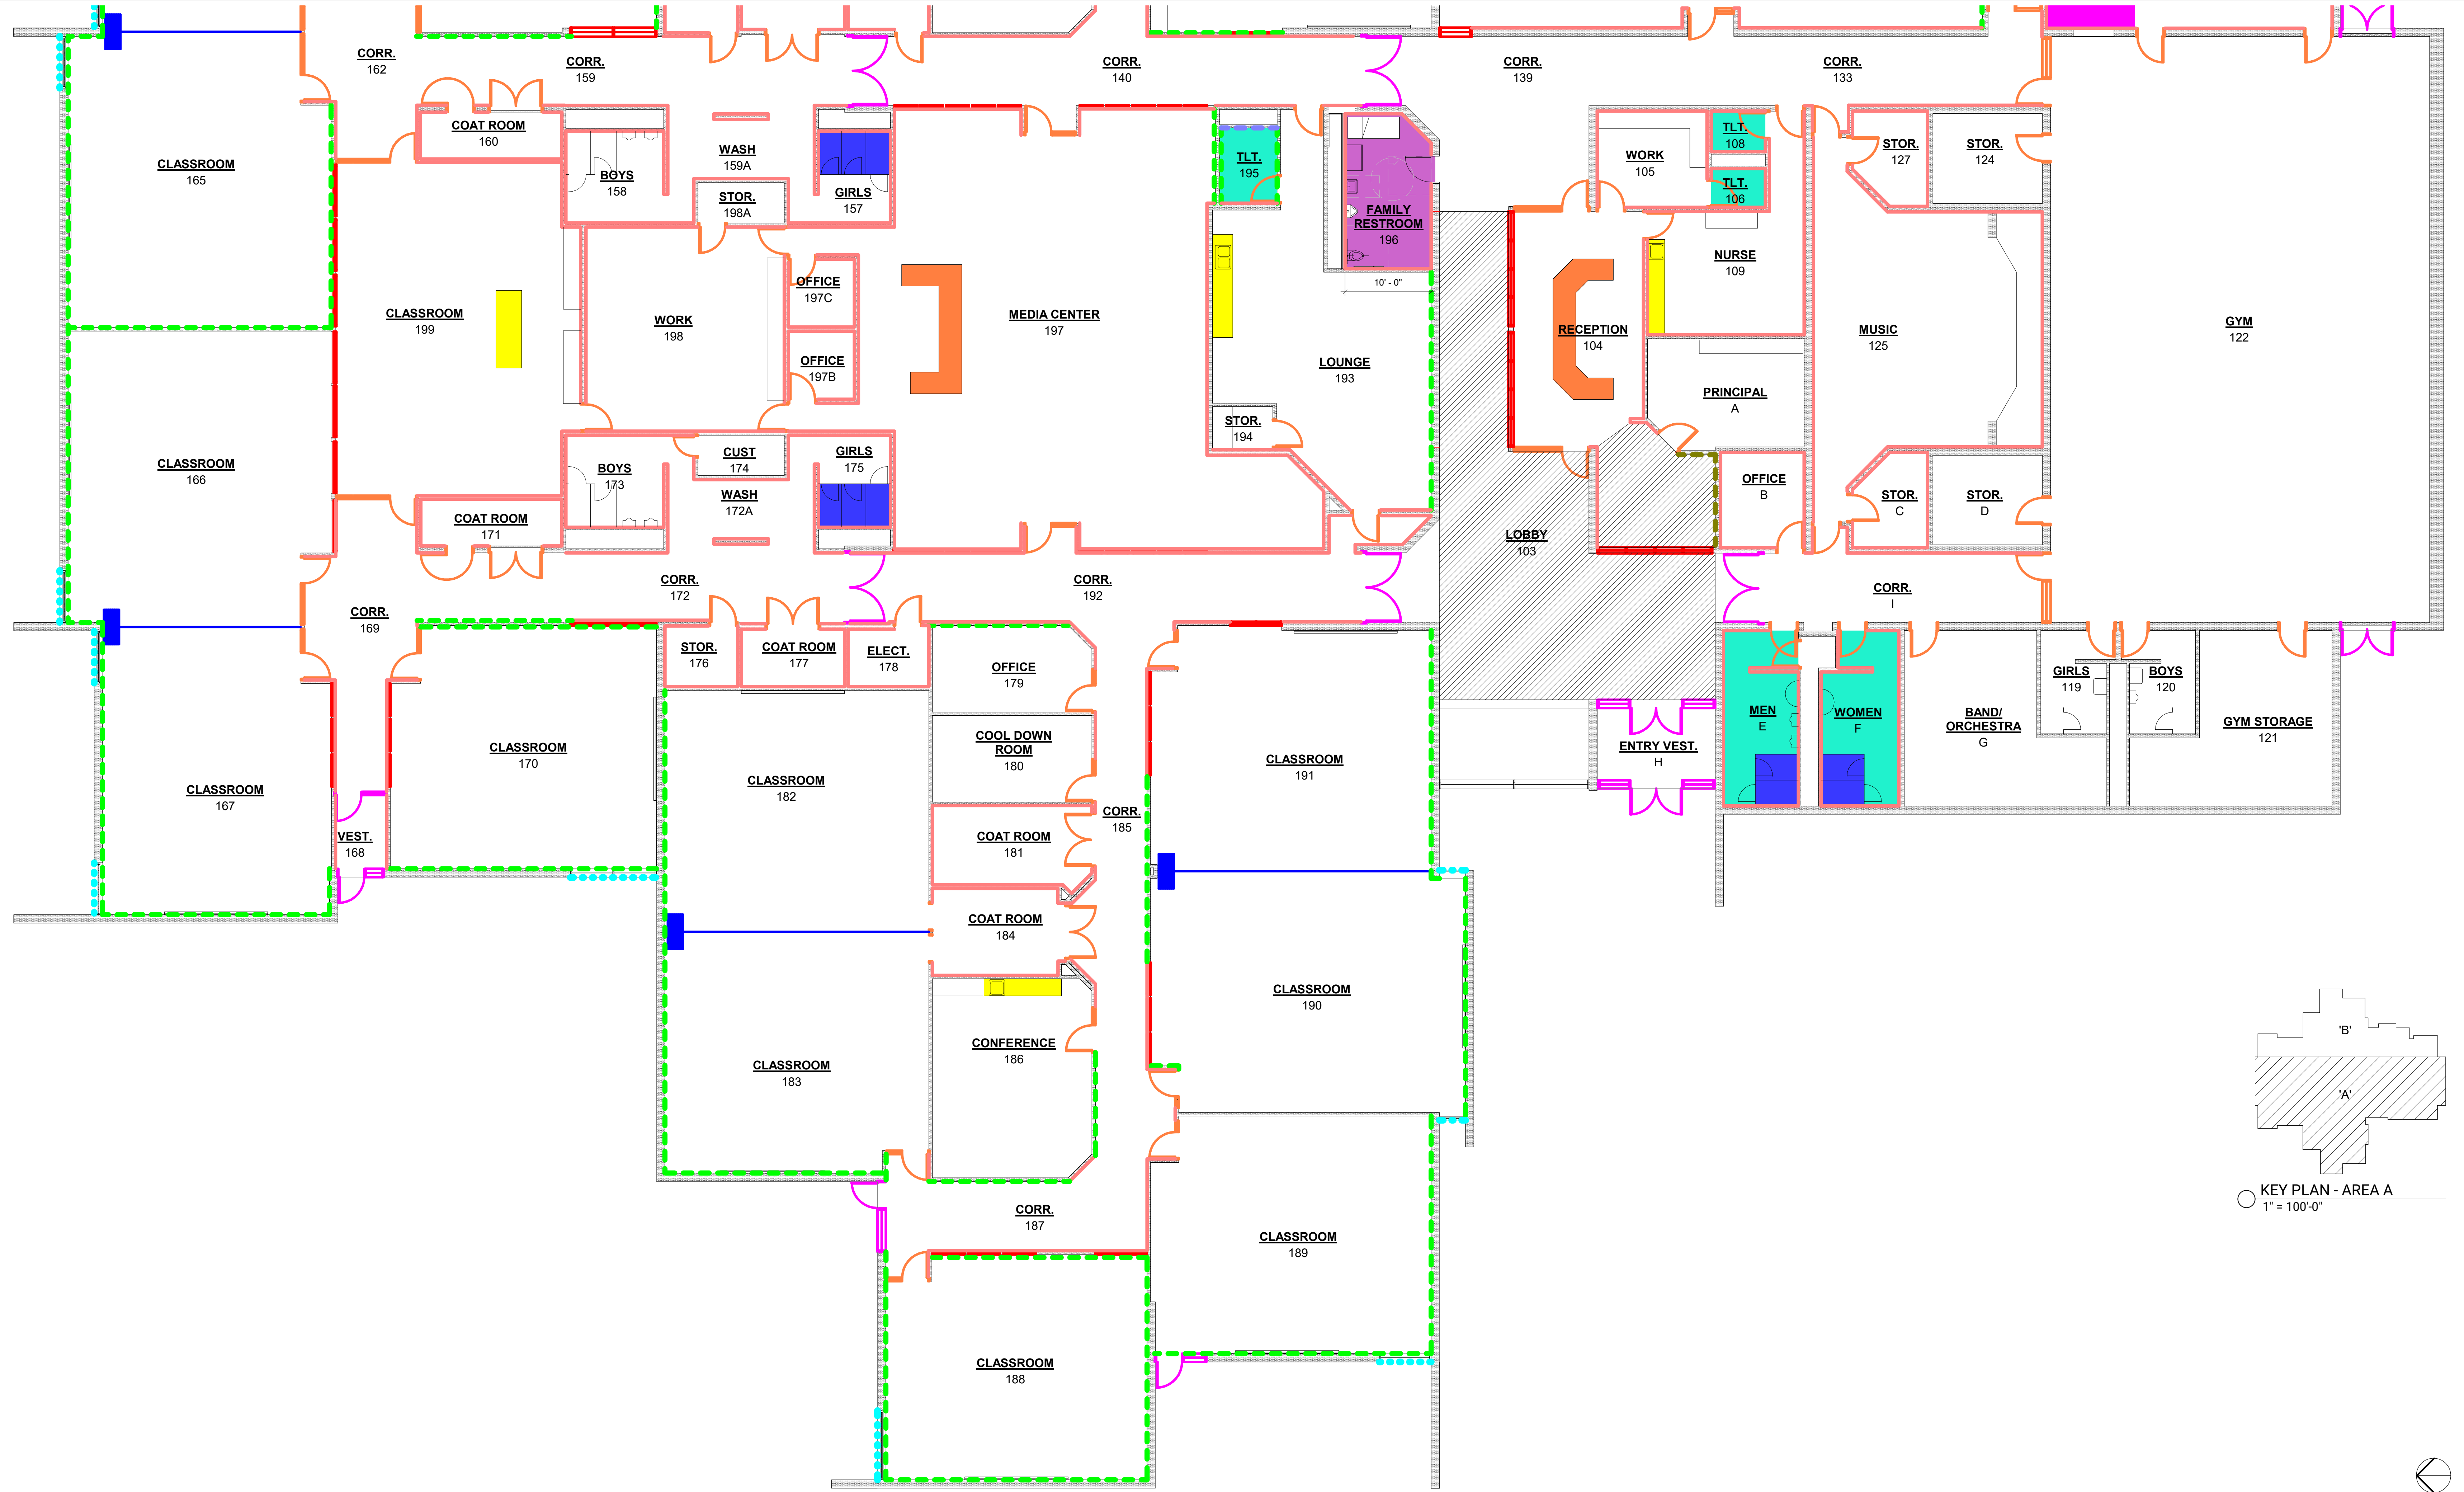 CORR.
162
CORR.
159
CORR.
140
CORR.
139
CORR.
133
COAT ROOM
160
CLASSROOM
165
WASH
159A
BOYS
158
STOR.
198A
GIRLS
157
TLT.
195
FAMILY
RESTROOM
196
10' - 0"
WORK
105
TLT.
108
TLT.
106
STOR.
127
STOR.
124
NURSE
109
OFFICE
197C
CLASSROOM
199
WORK
198
MEDIA CENTER
197
OFFICE
197B
LOUNGE
193
RECEPTION
104
MUSIC
125
GYM
122
PRINCIPAL
A
STOR.
194
CLASSROOM
166
BOYS
173
CUST
174
GIRLS
175
WASH
172A
COAT ROOM
171
OFFICE
B
STOR.
C
STOR.
D
LOBBY
103
CORR.
172
CORR.
192
CORR.
I
CORR.
169
STOR.
176
COAT ROOM
177
ELECT.
178
OFFICE
179
GIRLS
119
BOYS
120
MEN
E
WOMEN
F
BAND/
ORCHESTRA
G
GYM STORAGE
121
COOL DOWN
ROOM
180
CLASSROOM
170
CLASSROOM
182
CLASSROOM
191
ENTRY VEST.
H
CLASSROOM
167
VEST.
168
CORR.
185
COAT ROOM
181
COAT ROOM
184
CLASSROOM
190
CONFERENCE
186
CLASSROOM
183
CORR.
187
CLASSROOM
189
CLASSROOM
188
'B'
'A'
KEY PLAN - AREA A
1" = 100'-0"